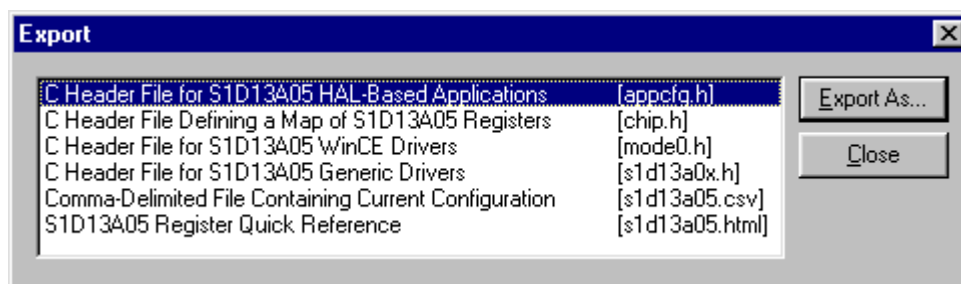 Export
C Header File for S1D13A05 HAL-Based Applications [appcfg.h]
C Header File Defining a Map of S1D13A05 Registers [chip.h]
C Header File for S1D13A05 WinCE Drivers [mode0.h]
C Header File for S1D13A05 Generic Drivers [s1d13a0x.h]
Comma-Delimited File Containing Current Configuration [s1d13a05.csv]
S1D13A05 Register Quick Reference [s1d13a05.html]
Export As...
Close